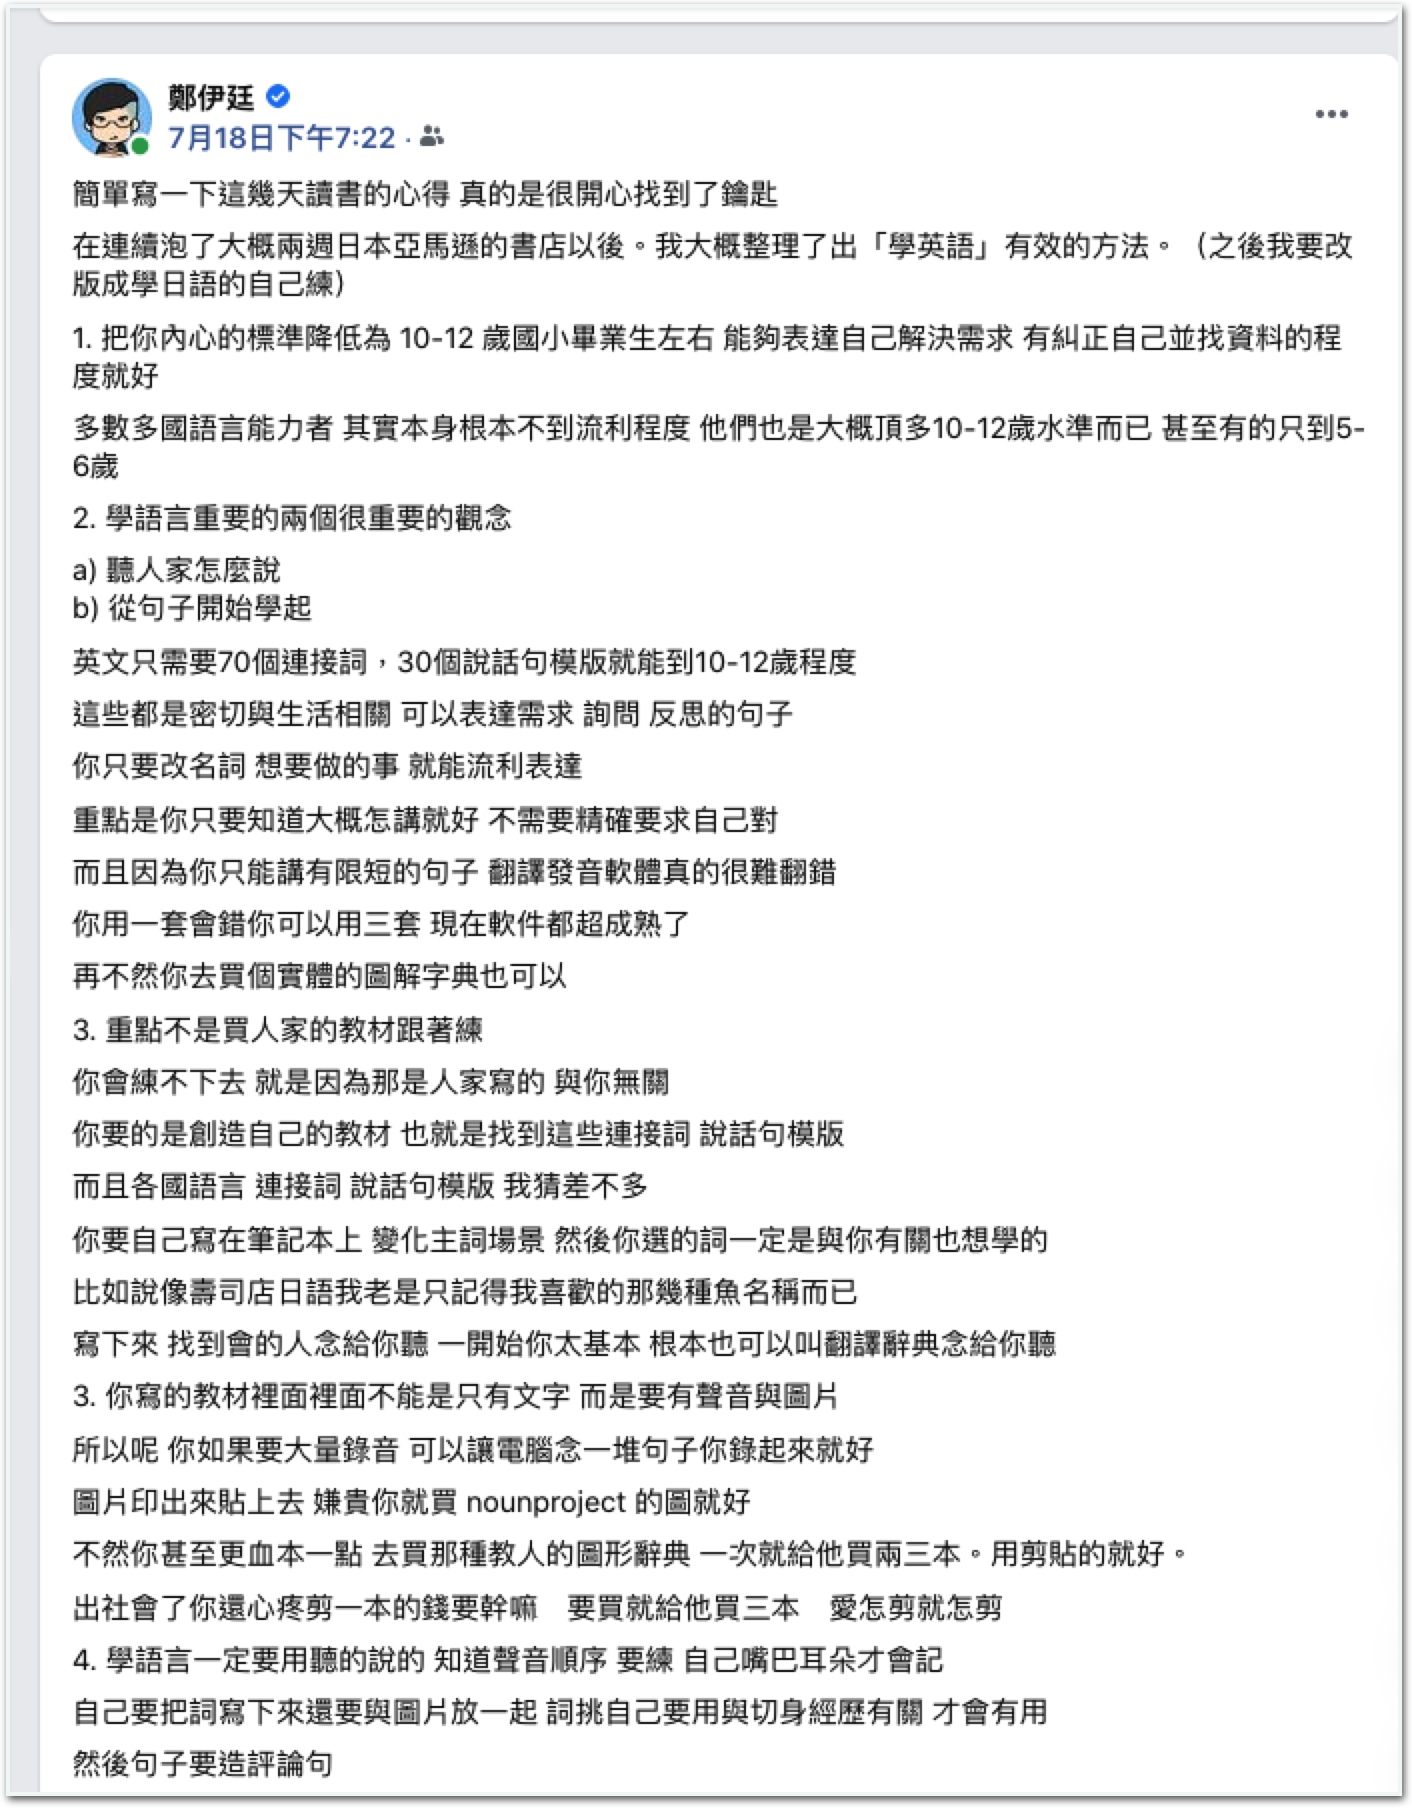 鄭伊廷
7月18日下午7:22 ·
簡單寫一下這幾天讀書的心得 真的是很開心找到了鑰匙
在連續泡了大概兩週日本亞馬遜的書店以後。我大概整理了出「學英語」有效的方法。（之後我要改
版成學日語的自己練）
1. 把你內心的標準降低為 10-12 歲國小畢業生左右 能夠表達自己解決需求 有糾正自己並找資料的程
度就好
多數多國語言能力者 其實本身根本不到流利程度 他們也是大概頂多10-12歲水準而已 甚至有的只到5-
6歲
2. 學語言重要的兩個很重要的觀念
a) 聽人家怎麼說
b) 從句子開始學起
英文只需要70個連接詞，30個說話句模版就能到10-12歲程度
這些都是密切與生活相關 可以表達需求 詢問 反思的句子
你只要改名詞 想要做的事 就能流利表達
重點是你只要知道大概怎講就好 不需要精確要求自己對
而且因為你只能講有限短的句子 翻譯發音軟體真的很難翻錯
你用一套會錯你可以用三套 現在軟件都超成熟了
再不然你去買個實體的圖解字典也可以
3. 重點不是買人家的教材跟著練
你會練不下去 就是因為那是人家寫的 與你無關
你要的是創造自己的教材 也就是找到這些連接詞 說話句模版
而且各國語言 連接詞 說話句模版 我猜差不多
你要自己寫在筆記本上 變化主詞場景 然後你選的詞一定是與你有關也想學的
比如說像壽司店日語我老是只記得我喜歡的那幾種魚名稱而已
寫下來 找到會的人念給你聽 一開始你太基本 根本也可以叫翻譯辭典念給你聽
3. 你寫的教材裡面裡面不能是只有文字 而是要有聲音與圖片
所以呢 你如果要大量錄音 可以讓電腦念一堆句子你錄起來就好
圖片印出來貼上去 嫌貴你就買 nounproject 的圖就好
不然你甚至更血本一點 去買那種教人的圖形辭典 一次就給他買兩三本。用剪貼的就好。
出社會了你還心疼剪一本的錢要幹嘛　要買就給他買三本　愛怎剪就怎剪
4. 學語言一定要用聽的說的 知道聲音順序 要練 自己嘴巴耳朵才會記
自己要把詞寫下來還要與圖片放一起 詞挑自己要用與切身經歷有關 才會有用
然後句子要造評論句